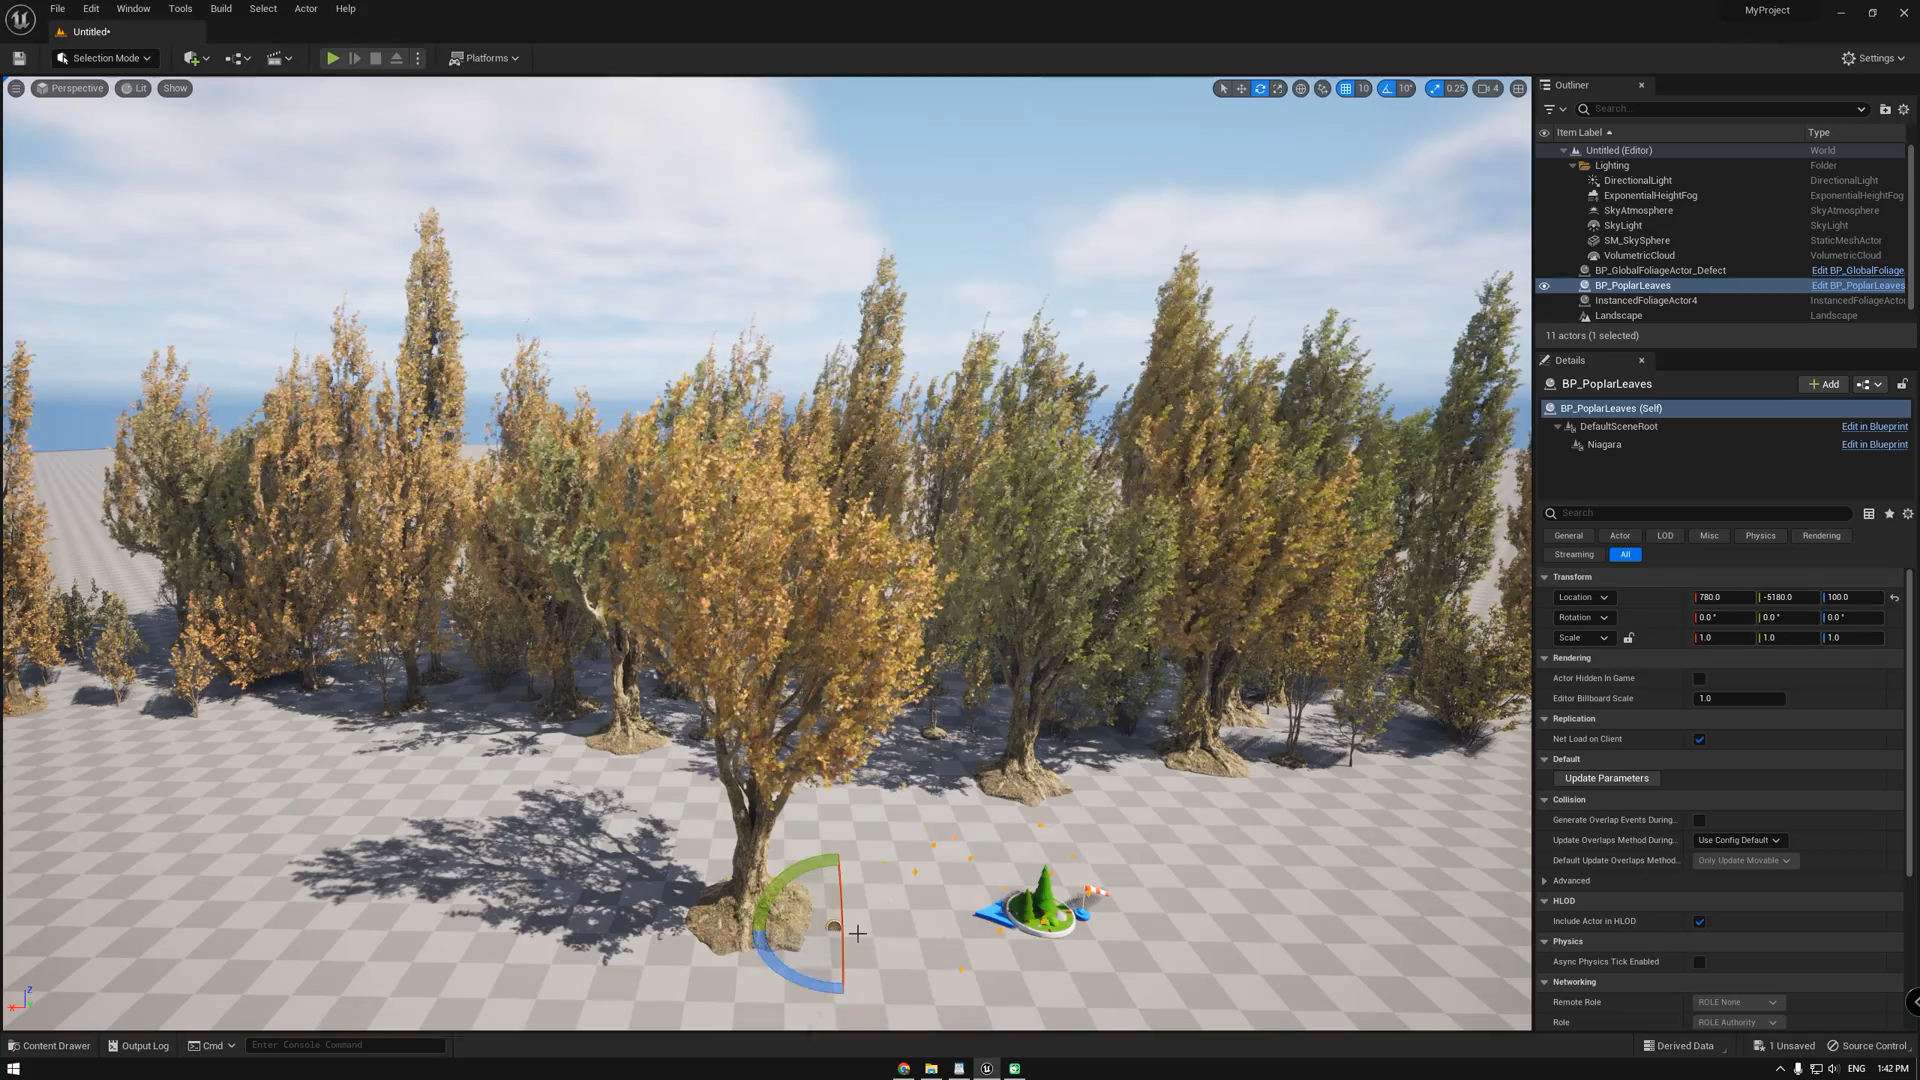 File Edit Window Tools Build Select Actor Help
MyProject
Untitled*
Selection Mode
Platforms
Settings
Perspective Lit Show
10 10° 0.25 4
Outliner
Search...
Item Label Type
Untitled (Editor) World
Lighting Folder
DirectionalLight DirectionalLight
ExponentialHeightFog ExponentialHeightFog
SkyAtmosphere SkyAtmosphere
SkyLight SkyLight
SM_SkySphere StaticMeshActor
VolumetricCloud VolumetricCloud
BP_GlobalFoliageActor_Defect Edit BP_GlobalFoliage
BP_PoplarLeaves Edit BP_PoplarLeaves
InstancedFoliageActor4 InstancedFoliageActor
Landscape Landscape
11 actors (1 selected)
Details
BP_PoplarLeaves
Add
BP_PoplarLeaves (Self)
DefaultSceneRoot Edit in Blueprint
Niagara Edit in Blueprint
Search
General Actor LOD Misc Physics Rendering
Streaming All
Transform
Location 780.0 -5180.0 100.0
Rotation 0.0° 0.0° 0.0°
Scale 1.0 1.0 1.0
Rendering
Actor Hidden In Game
Editor Billboard Scale 1.0
Replication
Net Load on Client
Default
Update Parameters
Collision
Generate Overlap Events During...
Update Overlaps Method During... Use Config Default
Default Update Overlaps Method... Only Update Movable
Advanced
HLOD
Include Actor in HLOD
Physics
Async Physics Tick Enabled
Networking
Remote Role ROLE None
Role ROLE Authority
Z
X
Y
Content Drawer Output Log Cmd Enter Console Command
Derived Data 1 Unsaved Source Control
ENG 1:42 PM